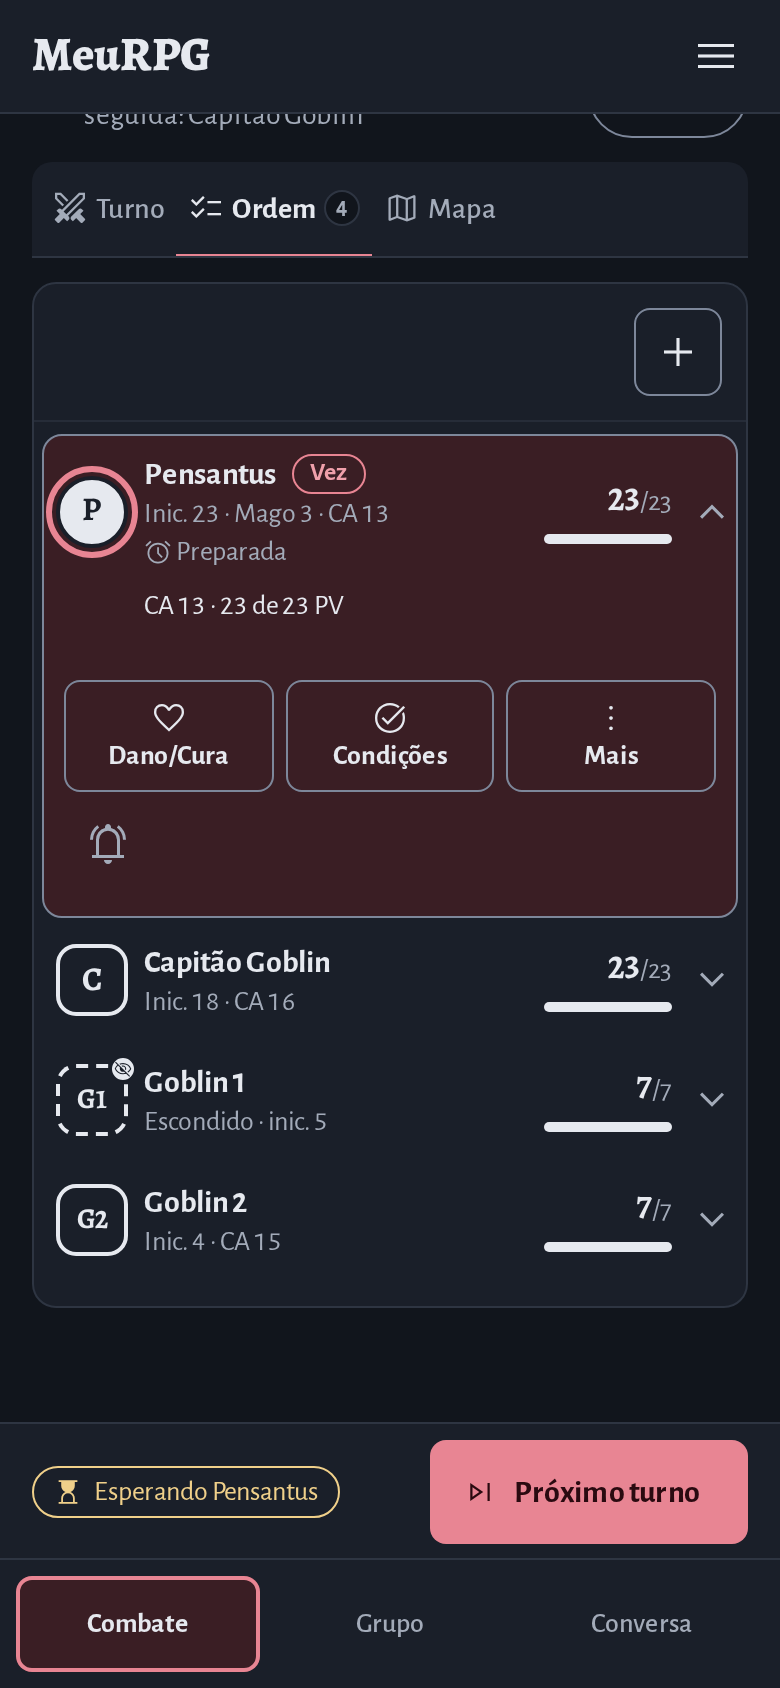 MeuRPG
seguida: Capitão Goblin
Turno
Ordem 4
Mapa
P
Pensantus Vez
Inic. 23 · Mago 3 · CA 13
Preparada
23/23
CA 13 · 23 de 23 PV
Dano/Cura
Condições
Mais
C
Capitão Goblin
Inic. 18 · CA 16
23/23
G1
Goblin 1
Escondido · inic. 5
7/7
G2
Goblin 2
Inic. 4 · CA 15
7/7
Esperando Pensantus
Próximo turno
Combate
Grupo
Conversa